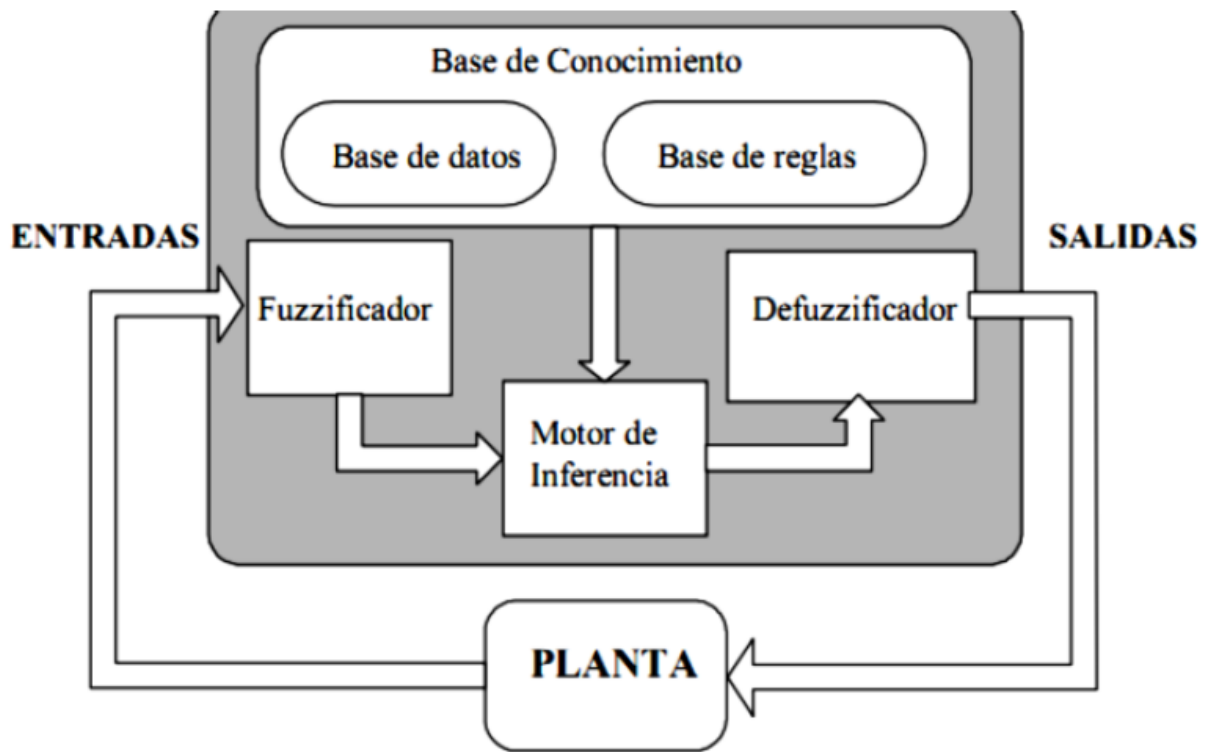 Base de Conocimiento
Base de datos
Base de reglas
ENTRADAS
SALIDAS
Fuzzificador
Defuzzificador
Motor de
Inferencia
PLANTA